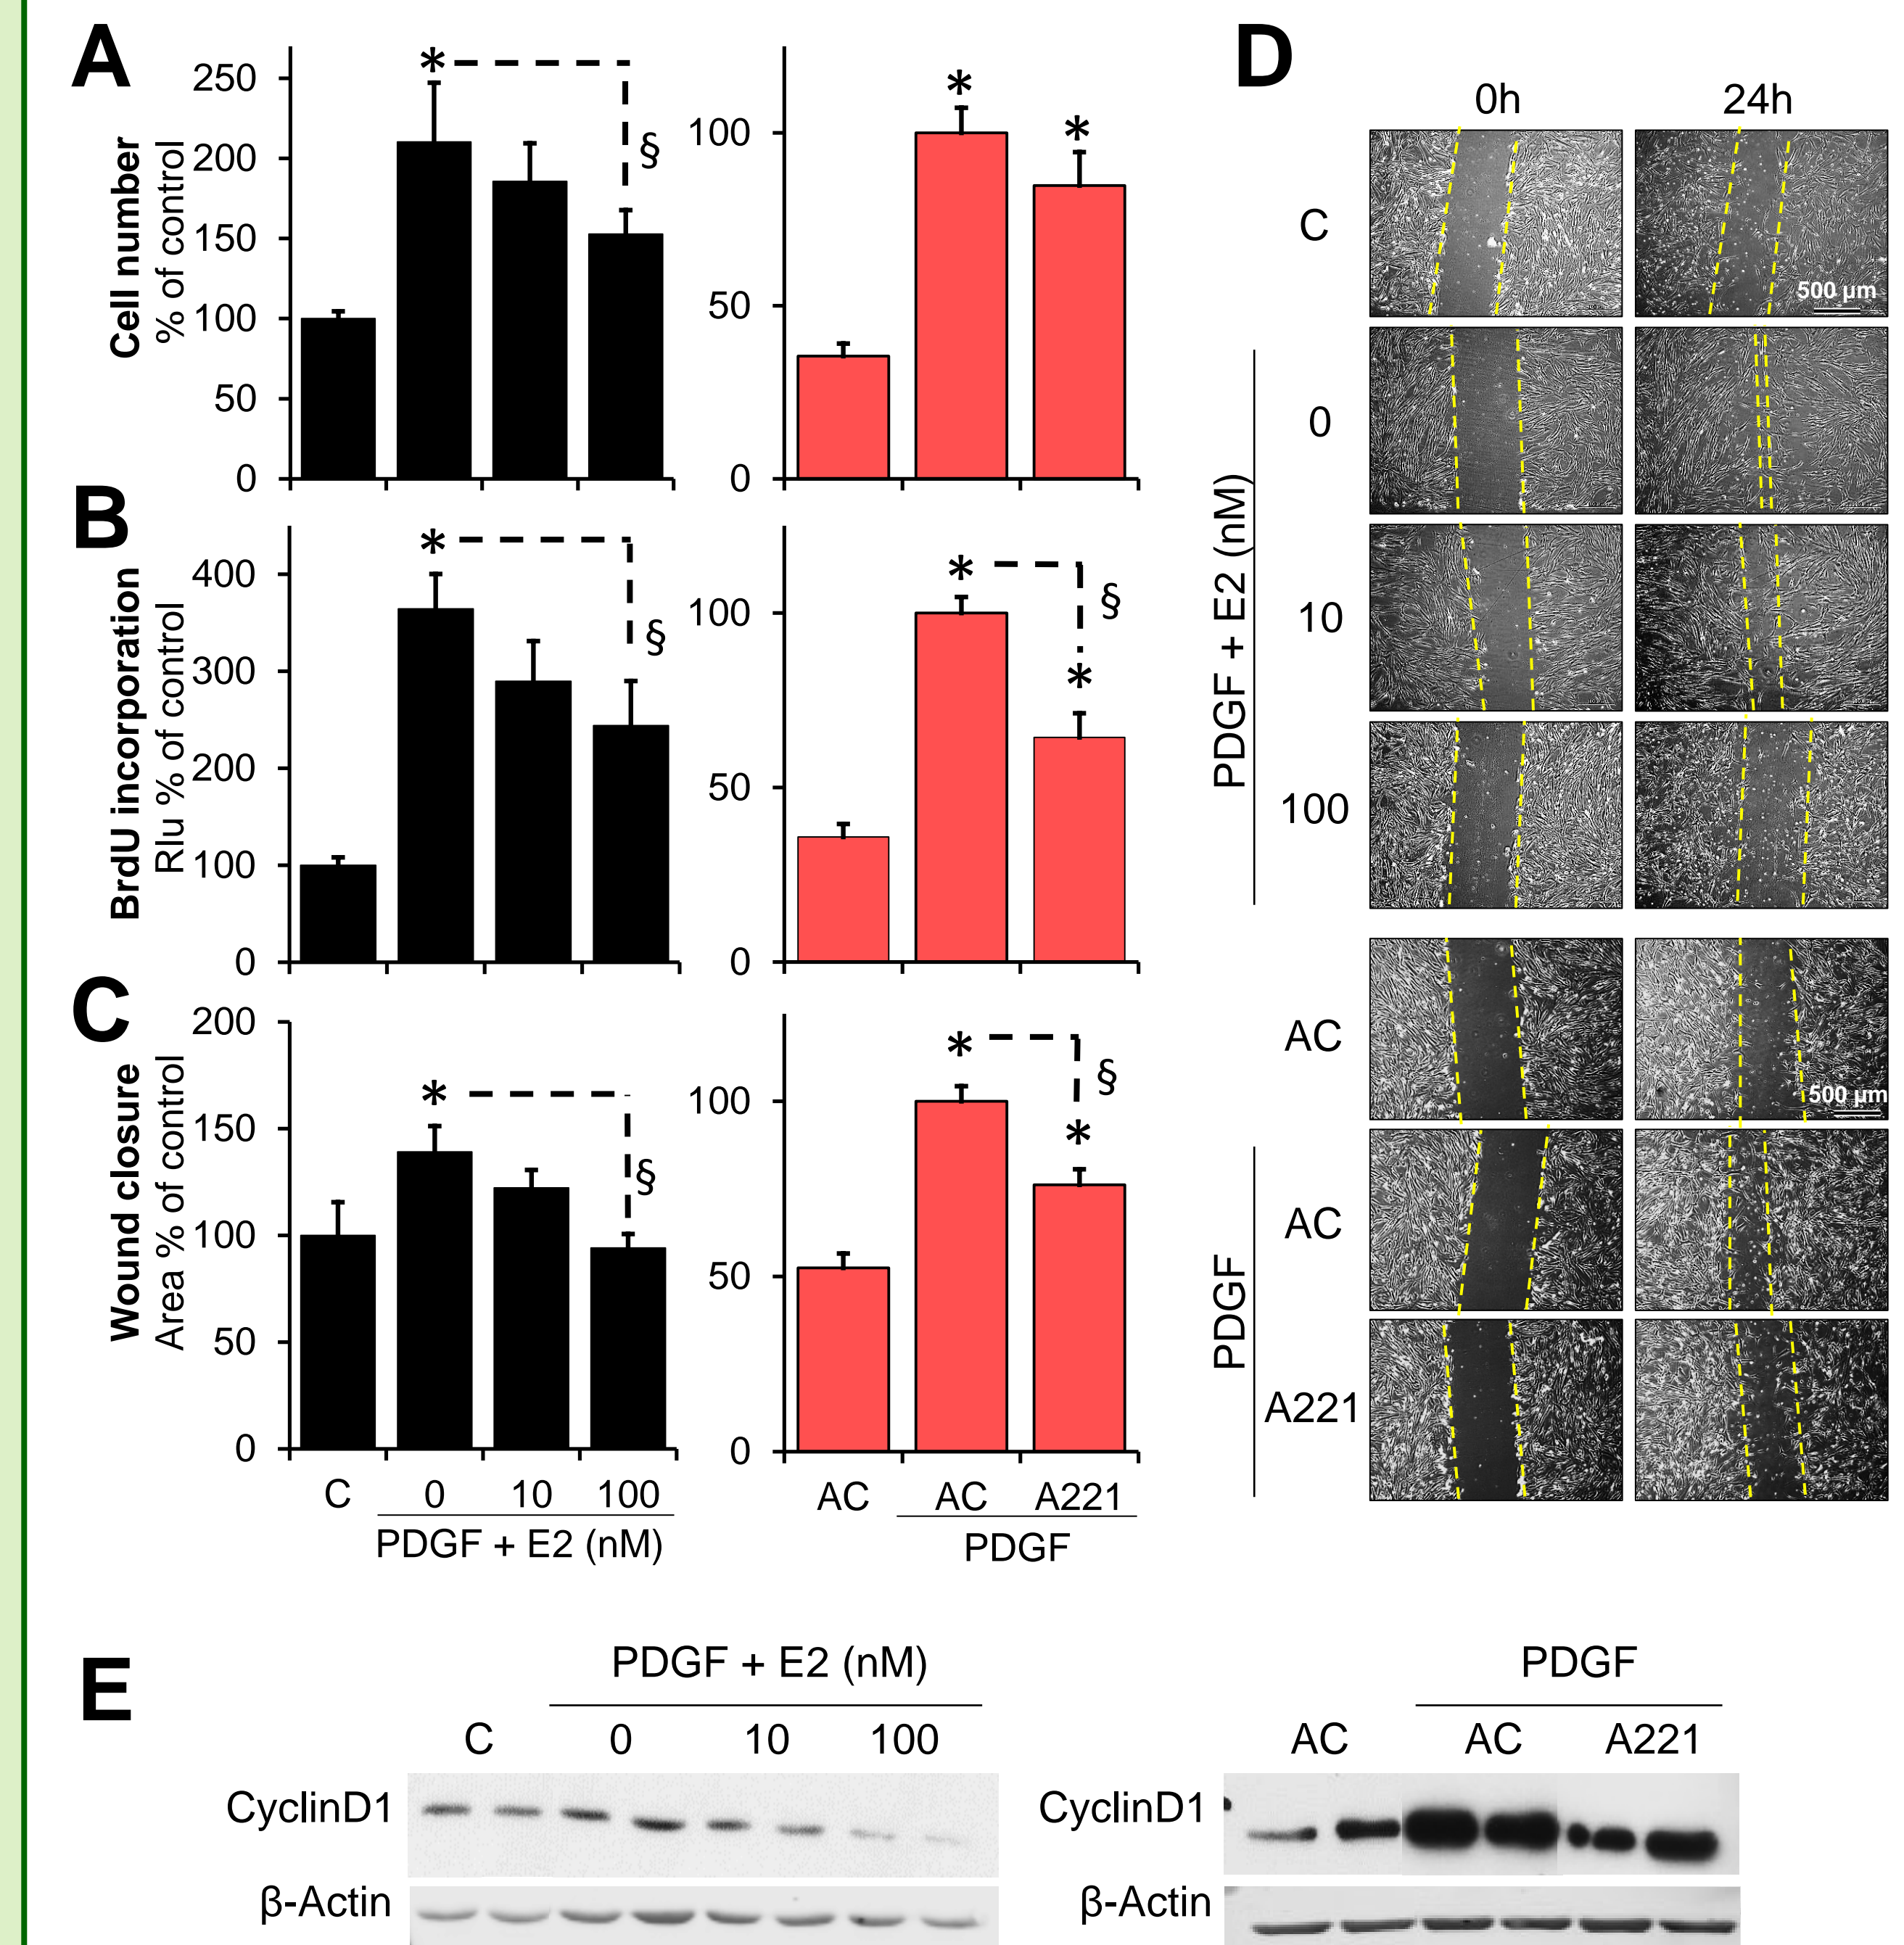 A
Cell number
% of control
250
200
150
100
50
0
*
§
100
50
0
*
*
B
BrdU incorporation
Rlu % of control
400
300
200
100
0
*
§
100
50
0
*
§
*
C
Wound closure
Area % of control
200
150
100
50
0
*
§
100
50
0
*
§
*
C 0 10 100
PDGF + E2 (nM)
AC AC A221
PDGF
D
0h 24h
C
500 µm
PDGF + E2 (nM)
0
10
100
AC
500 µm
PDGF
AC
A221
E
PDGF + E2 (nM)
C 0 10 100
CyclinD1
β-Actin
PDGF
AC AC A221
CyclinD1
β-Actin